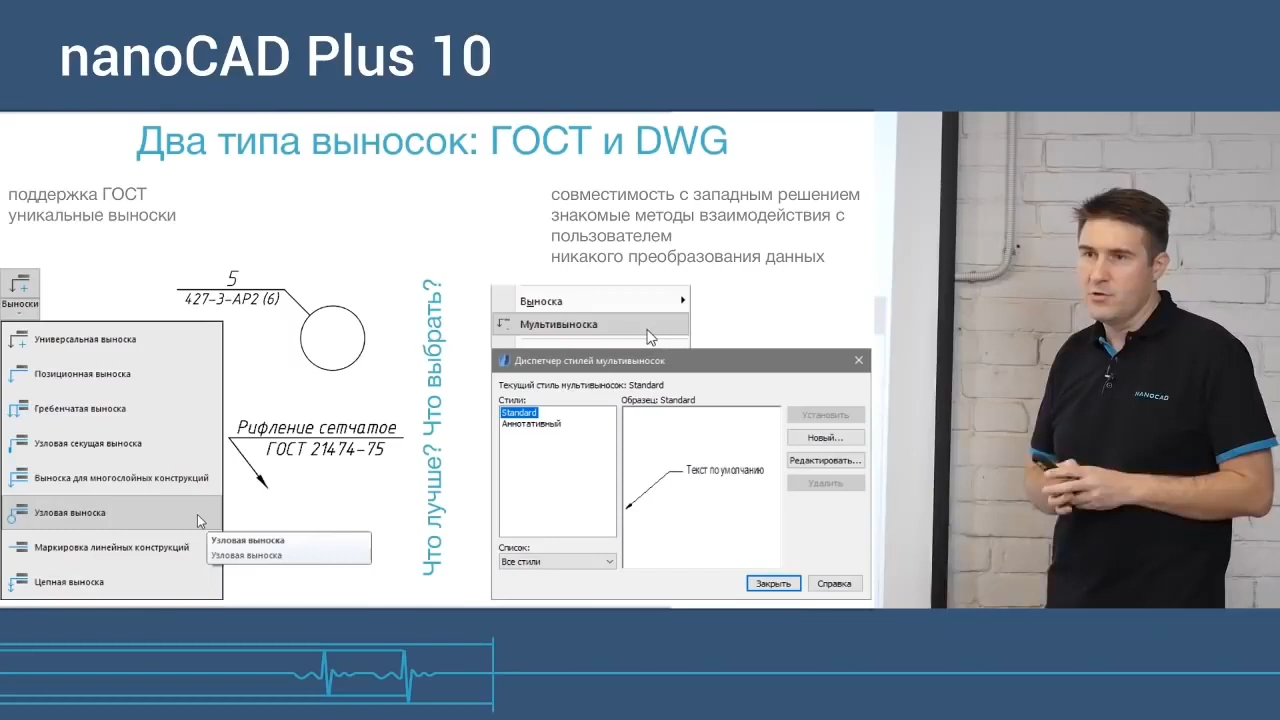 nanoCAD Plus 10
Два типа выносок: ГОСТ и DWG
поддержка ГОСТ
уникальные выноски
совместимость с западным решением
знакомые методы взаимодействия с
пользователем
никакого преобразования данных
Выноски
Универсальная выноска
Позиционная выноска
Гребенчатая выноска
Узловая секущая выноска
Выноска для многослойных конструкций
Узловая выноска
Маркировка линейных конструкций
Цепная выноска
Узловая выноска
Узловая выноска
5
427-3-АР2 (6)
Рифление сетчатое
ГОСТ 21474-75
Что лучше? Что выбрать?
Выноска
Мультивыноска
Диспетчер стилей мультивыносок
Текущий стиль мультивыносок: Standard
Стили:
Образец: Standard
Standard
Аннотативный
Текст по умолчанию
Установить
Новый...
Редактировать...
Удалить
Список:
Все стили
Закрыть
Справка
NANOCAD